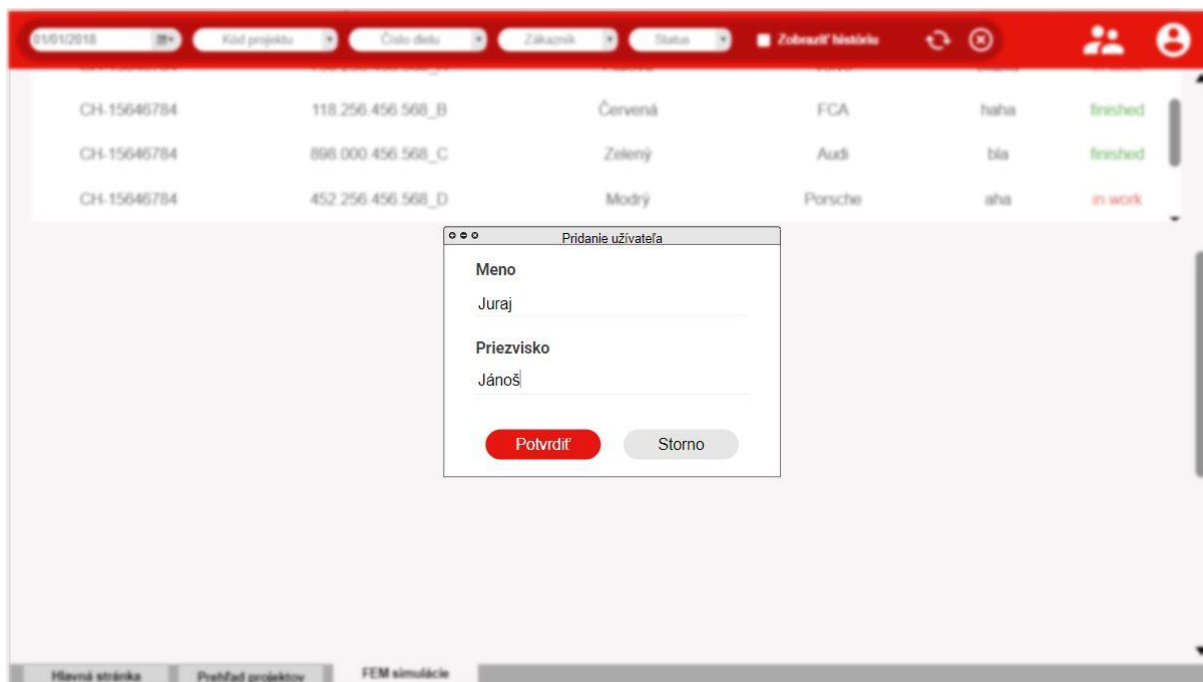 01/01/2018 Kód projektu Číslo dielu Zákazník Status Zobraziť históriu
CH-15646784 118.256.456.568_B Červená FCA haha finished
CH-15646784 898.000.456.568_C Zelený Audi bla finished
CH-15646784 452.256.456.568_D Modrý Porsche aha in work
Pridanie užívateľa
Meno
Juraj
Priezvisko
Jánoš
Potvrdiť Storno
Hlavná stránka Prehľad projektov FEM simulácie